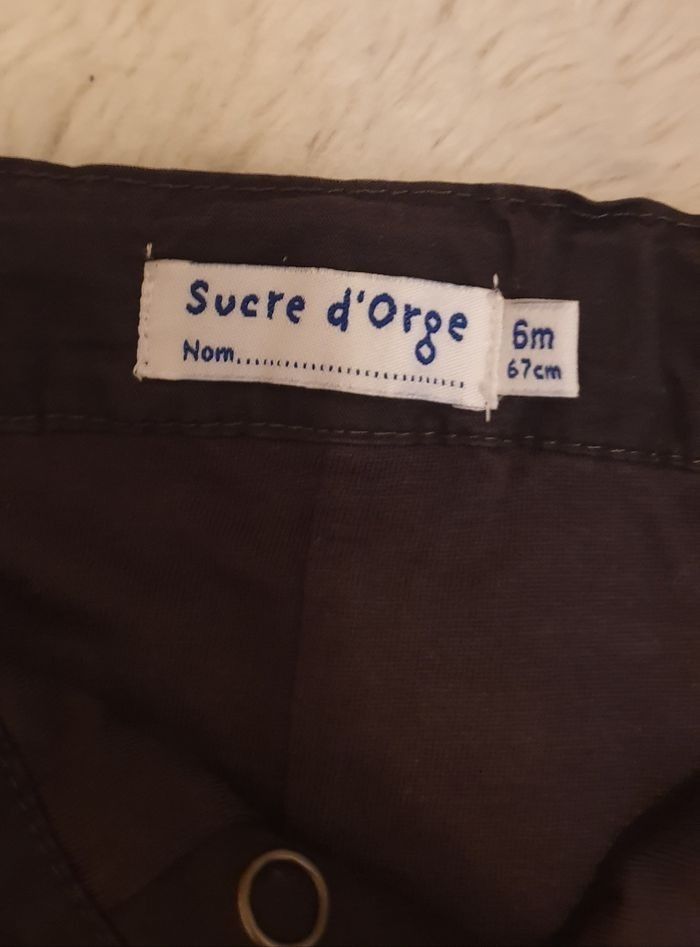 Sucre d'Orge
Nom..............................
6m
67cm